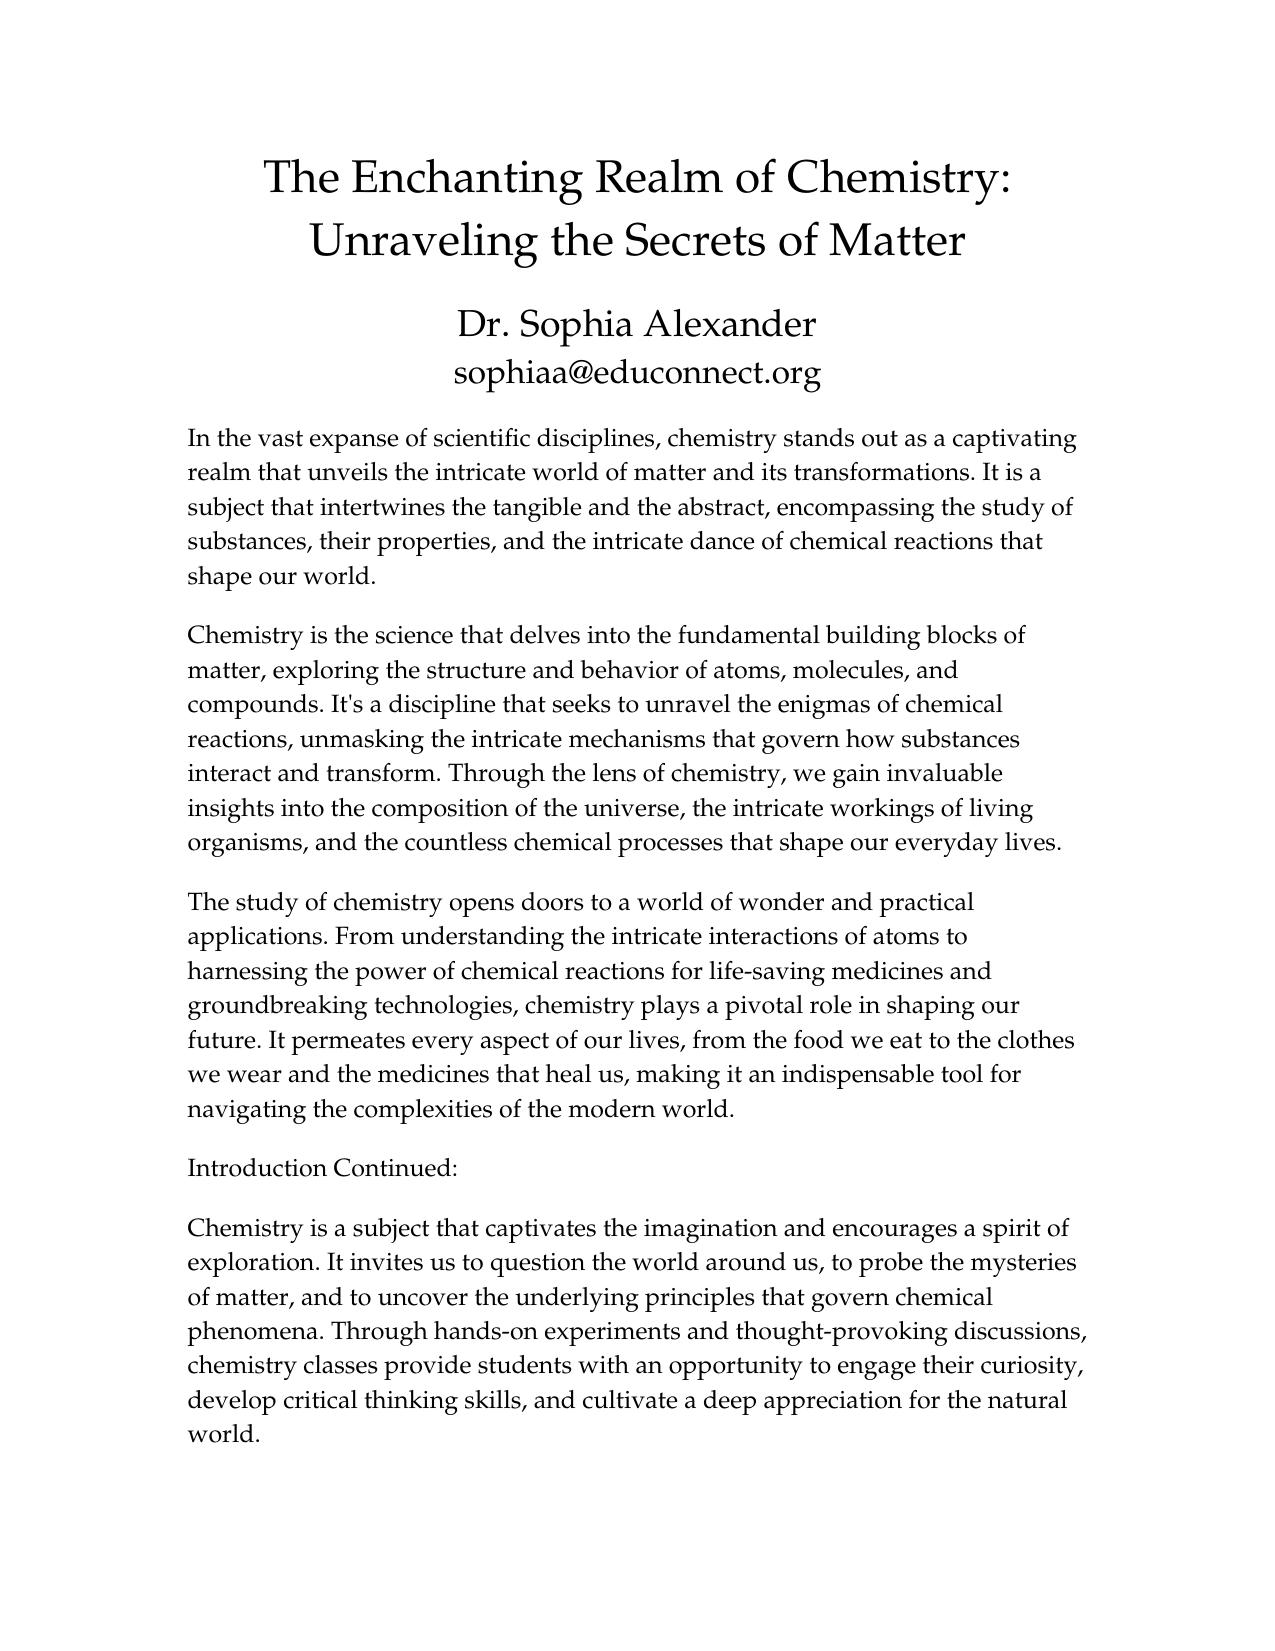 The Enchanting Realm of Chemistry:
Unraveling the Secrets of Matter
Dr. Sophia Alexander
sophiaa@educonnect.org
In the vast expanse of scientific disciplines, chemistry stands out as a captivating
realm that unveils the intricate world of matter and its transformations. It is a
subject that intertwines the tangible and the abstract, encompassing the study of
substances, their properties, and the intricate dance of chemical reactions that
shape our world.
Chemistry is the science that delves into the fundamental building blocks of
matter, exploring the structure and behavior of atoms, molecules, and
compounds. It's a discipline that seeks to unravel the enigmas of chemical
reactions, unmasking the intricate mechanisms that govern how substances
interact and transform. Through the lens of chemistry, we gain invaluable
insights into the composition of the universe, the intricate workings of living
organisms, and the countless chemical processes that shape our everyday lives.
The study of chemistry opens doors to a world of wonder and practical
applications. From understanding the intricate interactions of atoms to
harnessing the power of chemical reactions for life-saving medicines and
groundbreaking technologies, chemistry plays a pivotal role in shaping our
future. It permeates every aspect of our lives, from the food we eat to the clothes
we wear and the medicines that heal us, making it an indispensable tool for
navigating the complexities of the modern world.
Introduction Continued:
Chemistry is a subject that captivates the imagination and encourages a spirit of
exploration. It invites us to question the world around us, to probe the mysteries
of matter, and to uncover the underlying principles that govern chemical
phenomena. Through hands-on experiments and thought-provoking discussions,
chemistry classes provide students with an opportunity to engage their curiosity,
develop critical thinking skills, and cultivate a deep appreciation for the natural
world.